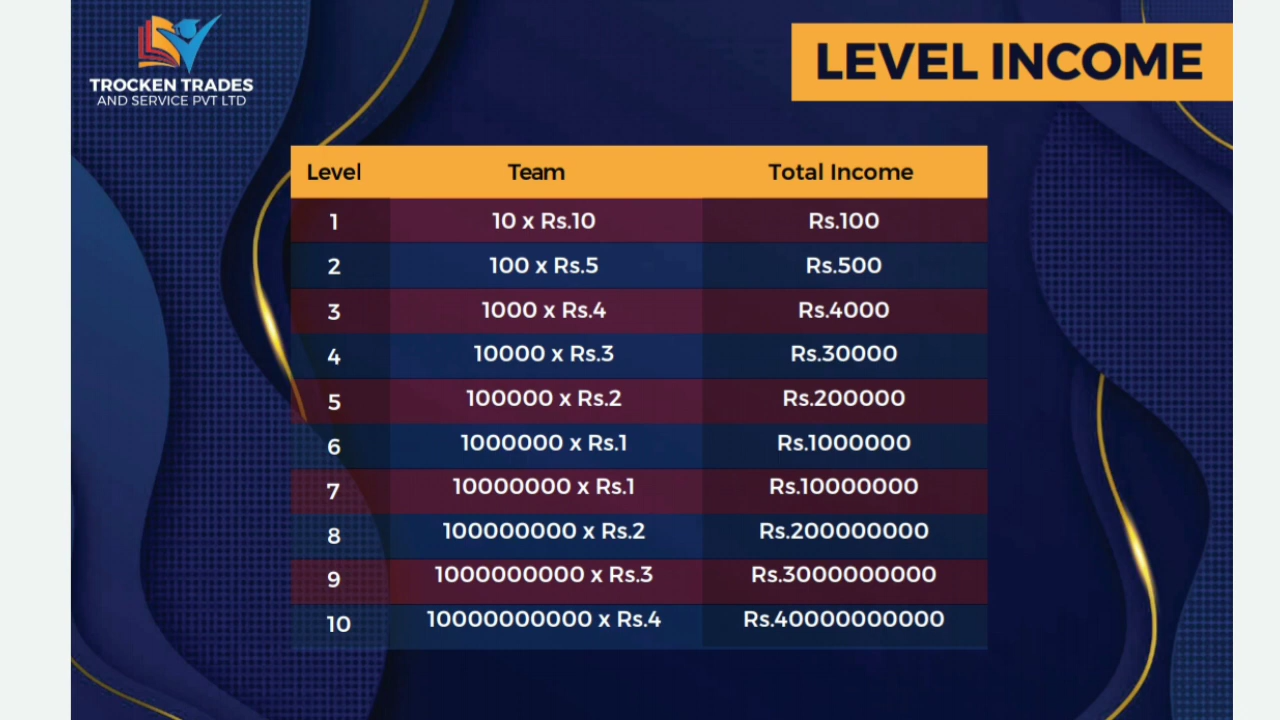 TROCKEN TRADES
AND SERVICE PVT LTD
LEVEL INCOME
Level Team Total Income
1 10 x Rs.10 Rs.100
2 100 x Rs.5 Rs.500
3 1000 x Rs.4 Rs.4000
4 10000 x Rs.3 Rs.30000
5 100000 x Rs.2 Rs.200000
6 1000000 x Rs.1 Rs.1000000
7 10000000 x Rs.1 Rs.10000000
8 100000000 x Rs.2 Rs.200000000
9 1000000000 x Rs.3 Rs.3000000000
10 10000000000 x Rs.4 Rs.40000000000